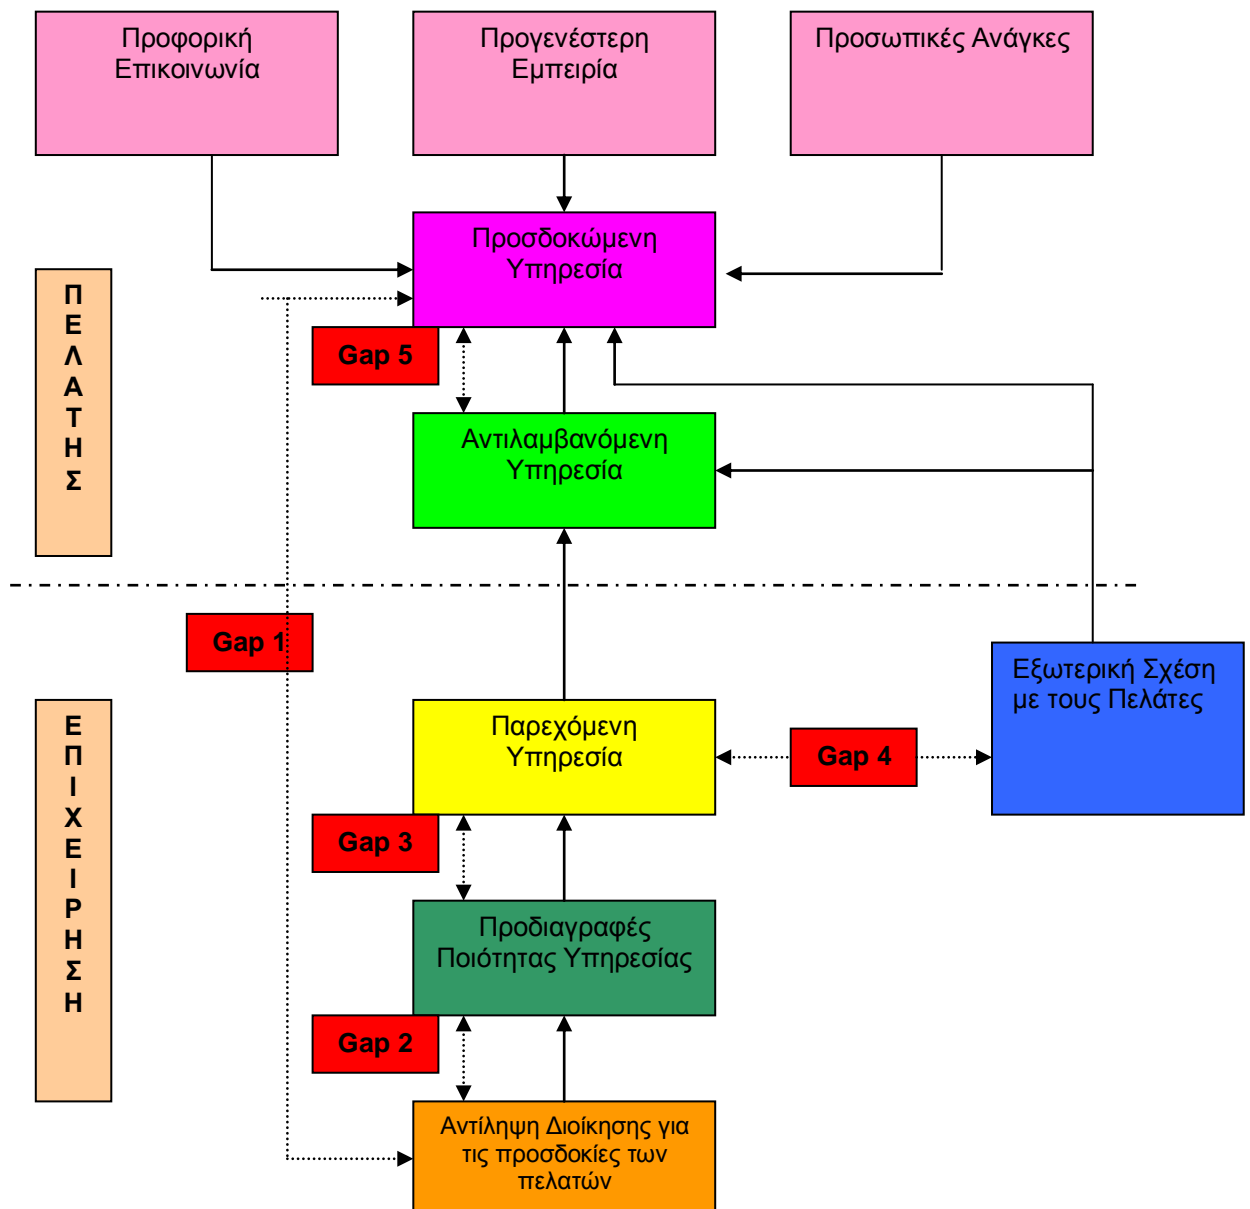 Προφορική
Επικοινωνία
Προγενέστερη
Εμπειρία
Προσωπικές Ανάγκες
Προσδοκώμενη
Υπηρεσία
Π
Ε
Λ
Α
Τ
Η
Σ
Gap 5
Αντιλαμβανόμενη
Υπηρεσία
Gap 1
Εξωτερική Σχέση
με τους Πελάτες
Ε
Π
Ι
Χ
Ε
Ι
Ρ
Η
Σ
Η
Παρεχόμενη
Υπηρεσία
Gap 4
Gap 3
Προδιαγραφές
Ποιότητας Υπηρεσίας
Gap 2
Αντίληψη Διοίκησης για
τις προσδοκίες των
πελατών